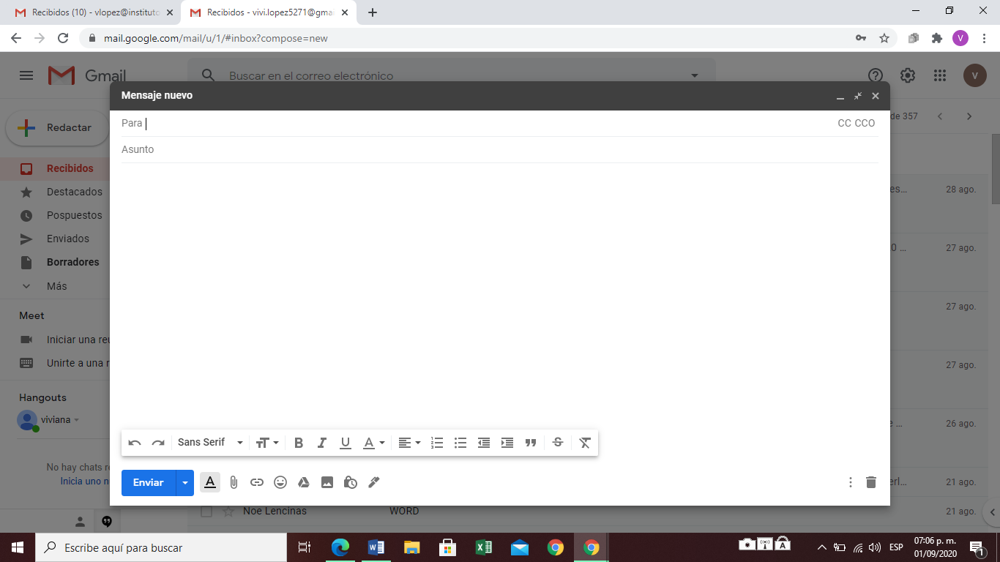 Recibidos (10) - vlopez@instituto
Recibidos - vivi.lopez5271@gmai
mail.google.com/mail/u/1/#inbox?compose=new
V
Gmail
Buscar en el correo electrónico
V
Mensaje nuevo
Para
CC CCO
de 357
Redactar
Asunto
Recibidos
Destacados
es...
28 ago.
Pospuestos
Enviados
0 ...
27 ago.
Borradores
Más
27 ago.
Meet
Iniciar una reu
Unirte a una r
27 ago.
Hangouts
viviana
e ...
26 ago.
Sans Serif
No hay chats re
Inicia uno n
Enviar
erl...
21 ago.
Noe Lencinas
WORD
21 ago.
Escribe aquí para buscar
ESP
07:06 p. m.
01/09/2020
1